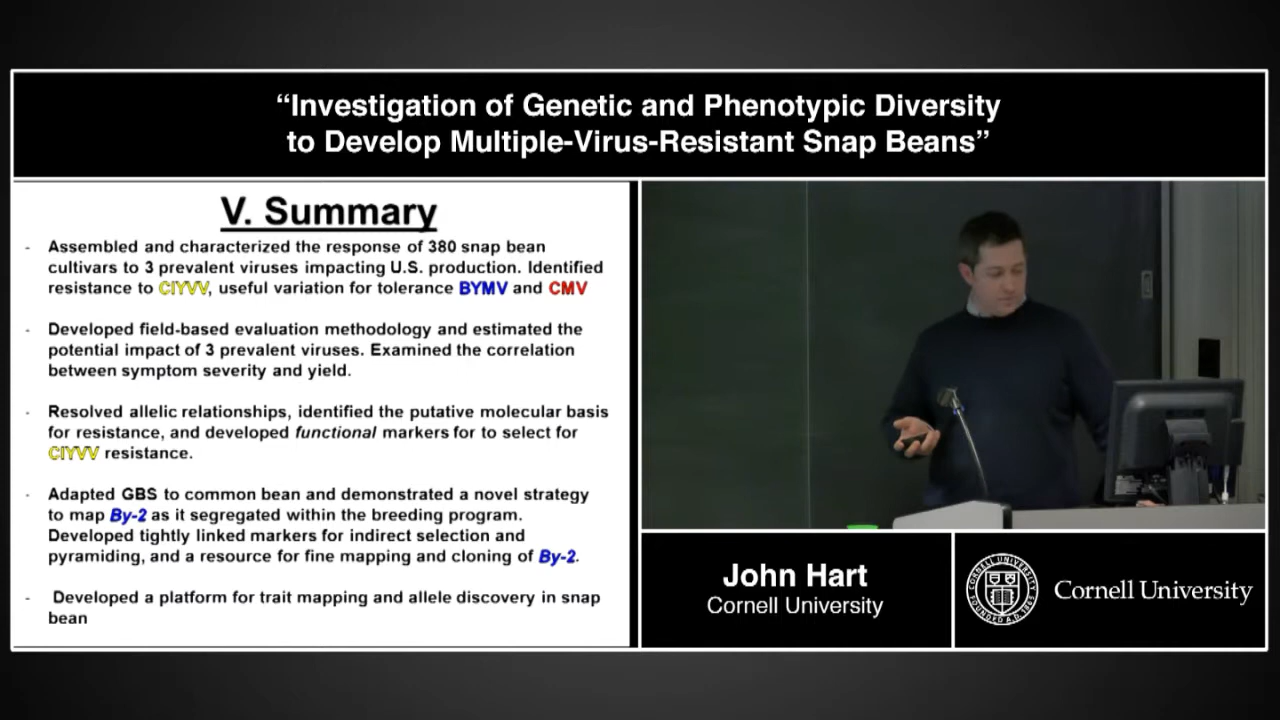 “Investigation of Genetic and Phenotypic Diversity
to Develop Multiple-Virus-Resistant Snap Beans”
V. Summary
- Assembled and characterized the response of 380 snap bean
cultivars to 3 prevalent viruses impacting U.S. production. Identified
resistance to ClYVV, useful variation for tolerance BYMV and CMV
- Developed field-based evaluation methodology and estimated the
potential impact of 3 prevalent viruses. Examined the correlation
between symptom severity and yield.
- Resolved allelic relationships, identified the putative molecular basis
for resistance, and developed functional markers for to select for
ClYVV resistance.
- Adapted GBS to common bean and demonstrated a novel strategy
to map By-2 as it segregated within the breeding program.
Developed tightly linked markers for indirect selection and
pyramiding, and a resource for fine mapping and cloning of By-2.
- Developed a platform for trait mapping and allele discovery in snap
bean
John Hart
Cornell University
CORNELL UNIVERSITY
FOUNDED A.D. 1865
Cornell University